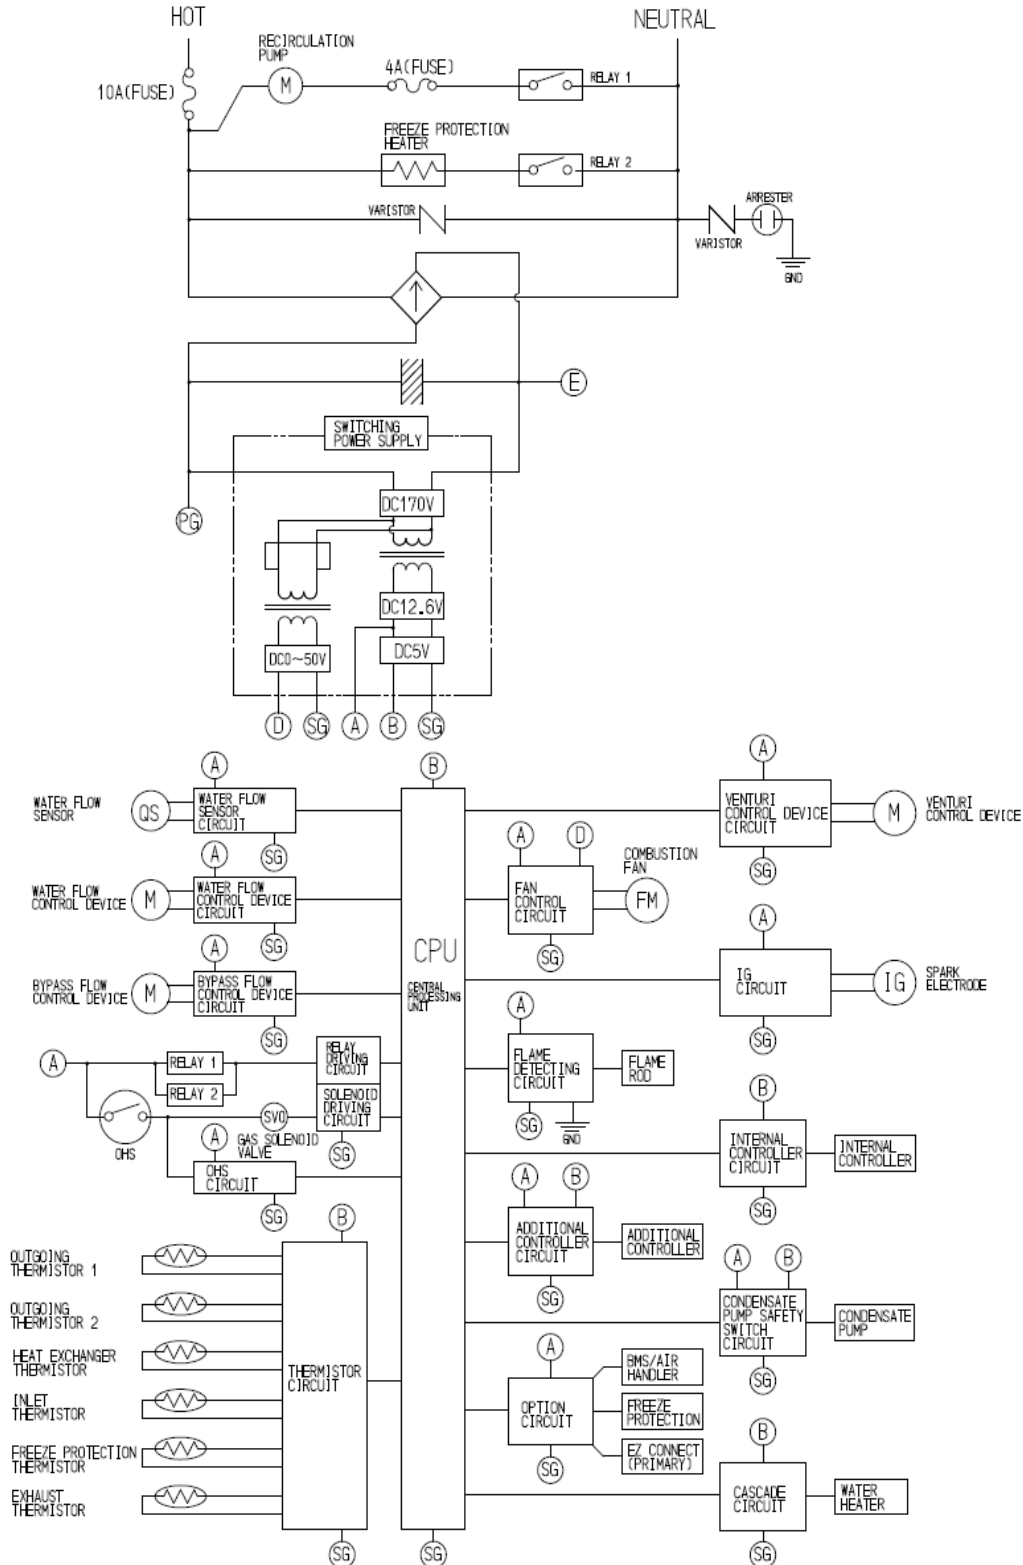 HOT
NEUTRAL
RECIRCULATION
PUMP
M
4A(FUSE)
RELAY 1
10A(FUSE)
FREEZE PROTECTION
HEATER
RELAY 2
VARISTOR
ARRESTER
VARISTOR
GND
E
SWITCHING
POWER SUPPLY
DC170V
PG
DC12.6V
DC5V
DC0~50V
D
SG
A
B
SG
A
WATER FLOW
SENSOR
QS
WATER FLOW
SENSOR
CIRCUIT
SG
A
WATER FLOW
CONTROL DEVICE
M
WATER FLOW
CONTROL DEVICE
CIRCUIT
SG
A
BYPASS FLOW
CONTROL DEVICE
M
BYPASS FLOW
CONTROL DEVICE
CIRCUIT
SG
A
RELAY 1
RELAY 2
RELAY
DRIVING
CIRCUIT
SOLENOID
DRIVING
CIRCUIT
SG
OHS
SV0
GAS SOLENOID
VALVE
A
OHS
CIRCUIT
SG
B
OUTGOING
THERMISTOR 1
OUTGOING
THERMISTOR 2
HEAT EXCHANGER
THERMISTOR
INLET
THERMISTOR
FREEZE PROTECTION
THERMISTOR
EXHAUST
THERMISTOR
THERMISTOR
CIRCUIT
SG
B
CPU
CENTRAL
PROCESSING
UNIT
SG
A
D
FAN
CONTROL
CIRCUIT
COMBUSTION
FAN
FM
SG
A
FLAME
DETECTING
CIRCUIT
FLAME
ROD
SG
GND
A
B
ADDITIONAL
CONTROLLER
CIRCUIT
ADDITIONAL
CONTROLLER
SG
A
OPTION
CIRCUIT
BMS/AIR
HANDLER
FREEZE
PROTECTION
EZ CONNECT
(PRIMARY)
SG
A
VENTURI
CONTROL DEVICE
CIRCUIT
M
VENTURI
CONTROL DEVICE
SG
A
IG
CIRCUIT
IG
SPARK
ELECTRODE
SG
B
INTERNAL
CONTROLLER
CIRCUIT
INTERNAL
CONTROLLER
SG
A
B
CONDENSATE
PUMP SAFETY
SWITCH
CIRCUIT
CONDENSATE
PUMP
SG
B
CASCADE
CIRCUIT
WATER
HEATER
SG